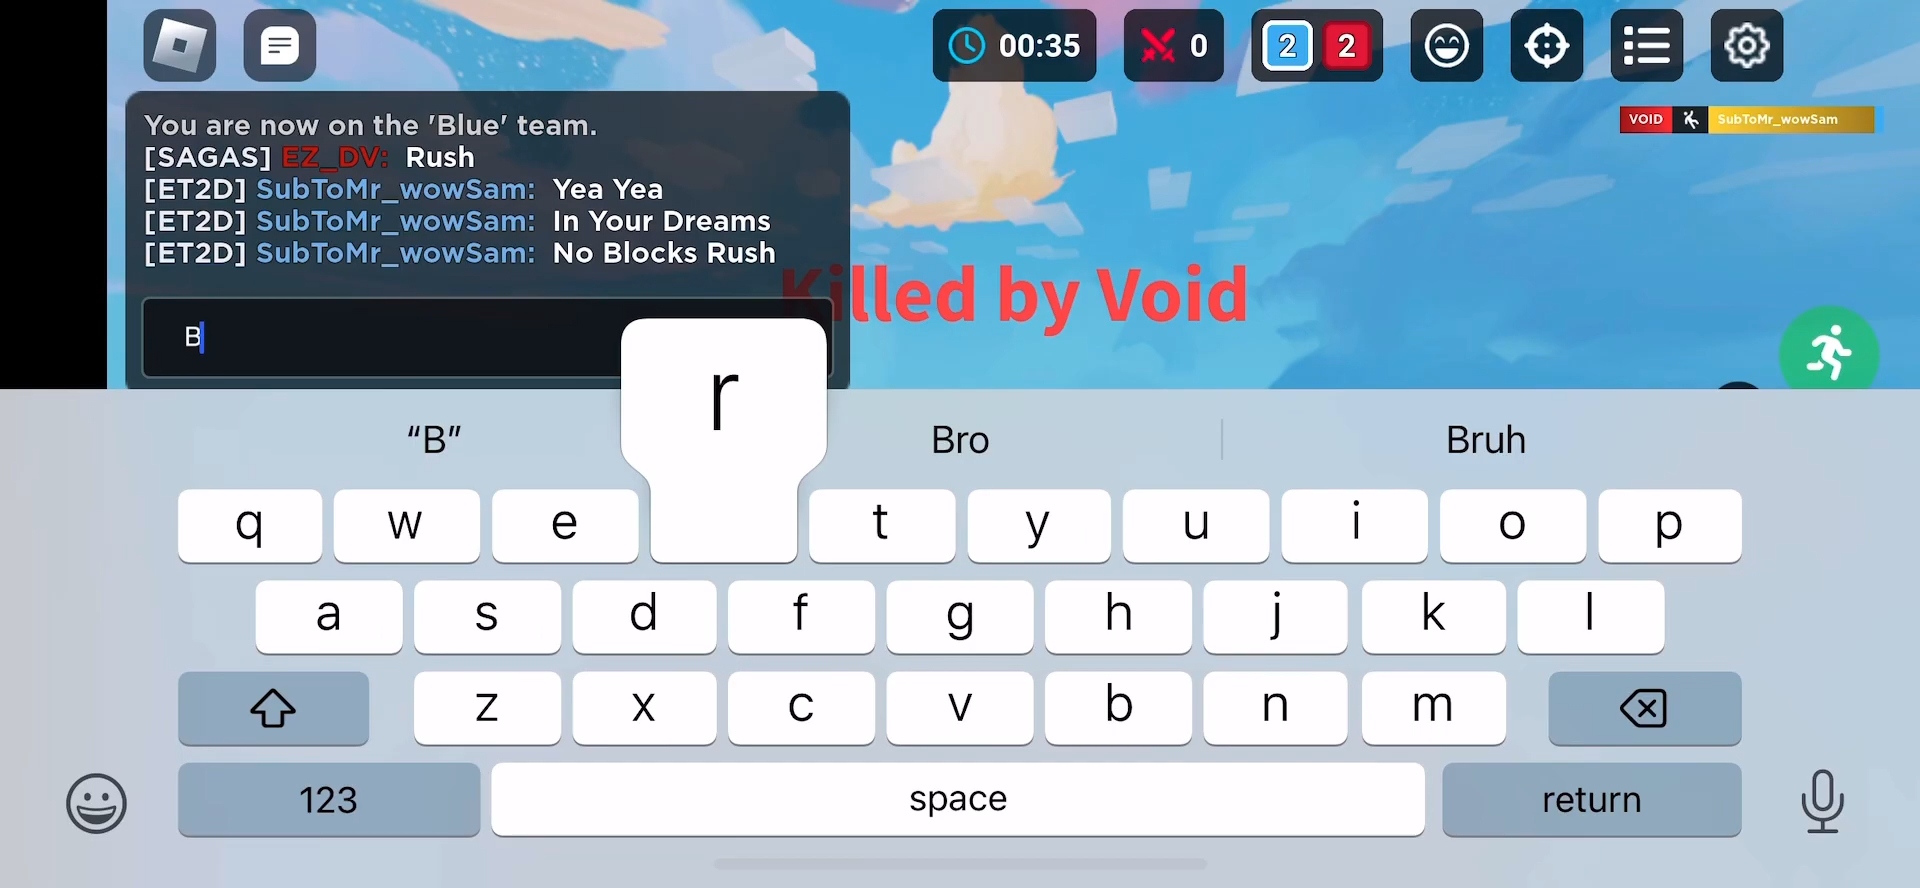 00:35
0
2 2
You are now on the 'Blue' team.
[SAGAS] EZ_DV: Rush
[ET2D] SubToMr_wowSam: Yea Yea
[ET2D] SubToMr_wowSam: In Your Dreams
[ET2D] SubToMr_wowSam: No Blocks Rush
VOID SubToMr_wowSam
Killed by Void
B
r
“B” Bro Bruh
q w e t y u i o p
a s d f g h j k l
z x c v b n m
123 space return